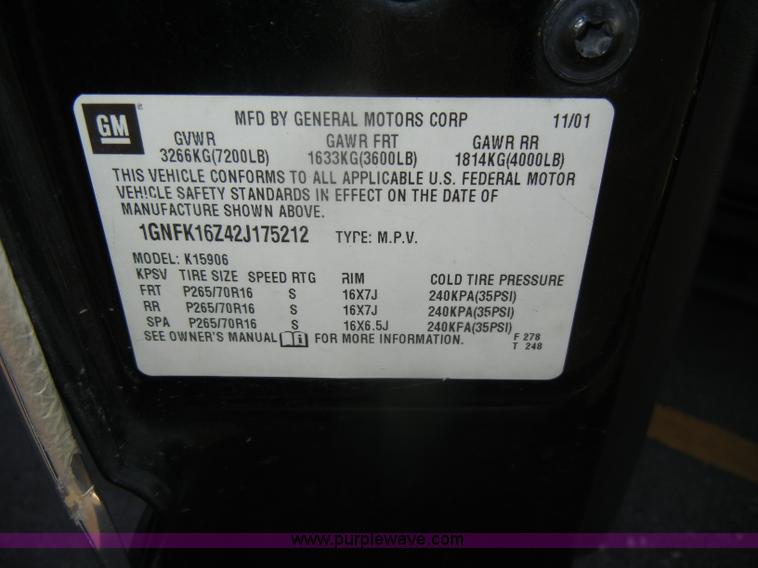 GM
MFD BY GENERAL MOTORS CORP 11/01
GVWR GAWR FRT GAWR RR
3266KG(7200LB) 1633KG(3600LB) 1814KG(4000LB)
THIS VEHICLE CONFORMS TO ALL APPLICABLE U.S. FEDERAL MOTOR
VEHICLE SAFETY STANDARDS IN EFFECT ON THE DATE OF
MANUFACTURE SHOWN ABOVE.
1GNFK16Z42J175212 TYPE: M.P.V.
MODEL: K15906
KPSV TIRE SIZE SPEED RTG RIM COLD TIRE PRESSURE
FRT P265/70R16 S 16X7J 240KPA(35PSI)
RR P265/70R16 S 16X7J 240KPA(35PSI)
SPA P265/70R16 S 16X6.5J 240KPA(35PSI)
SEE OWNER'S MANUAL FOR MORE INFORMATION.
F 278
T 248
www.purplewave.com